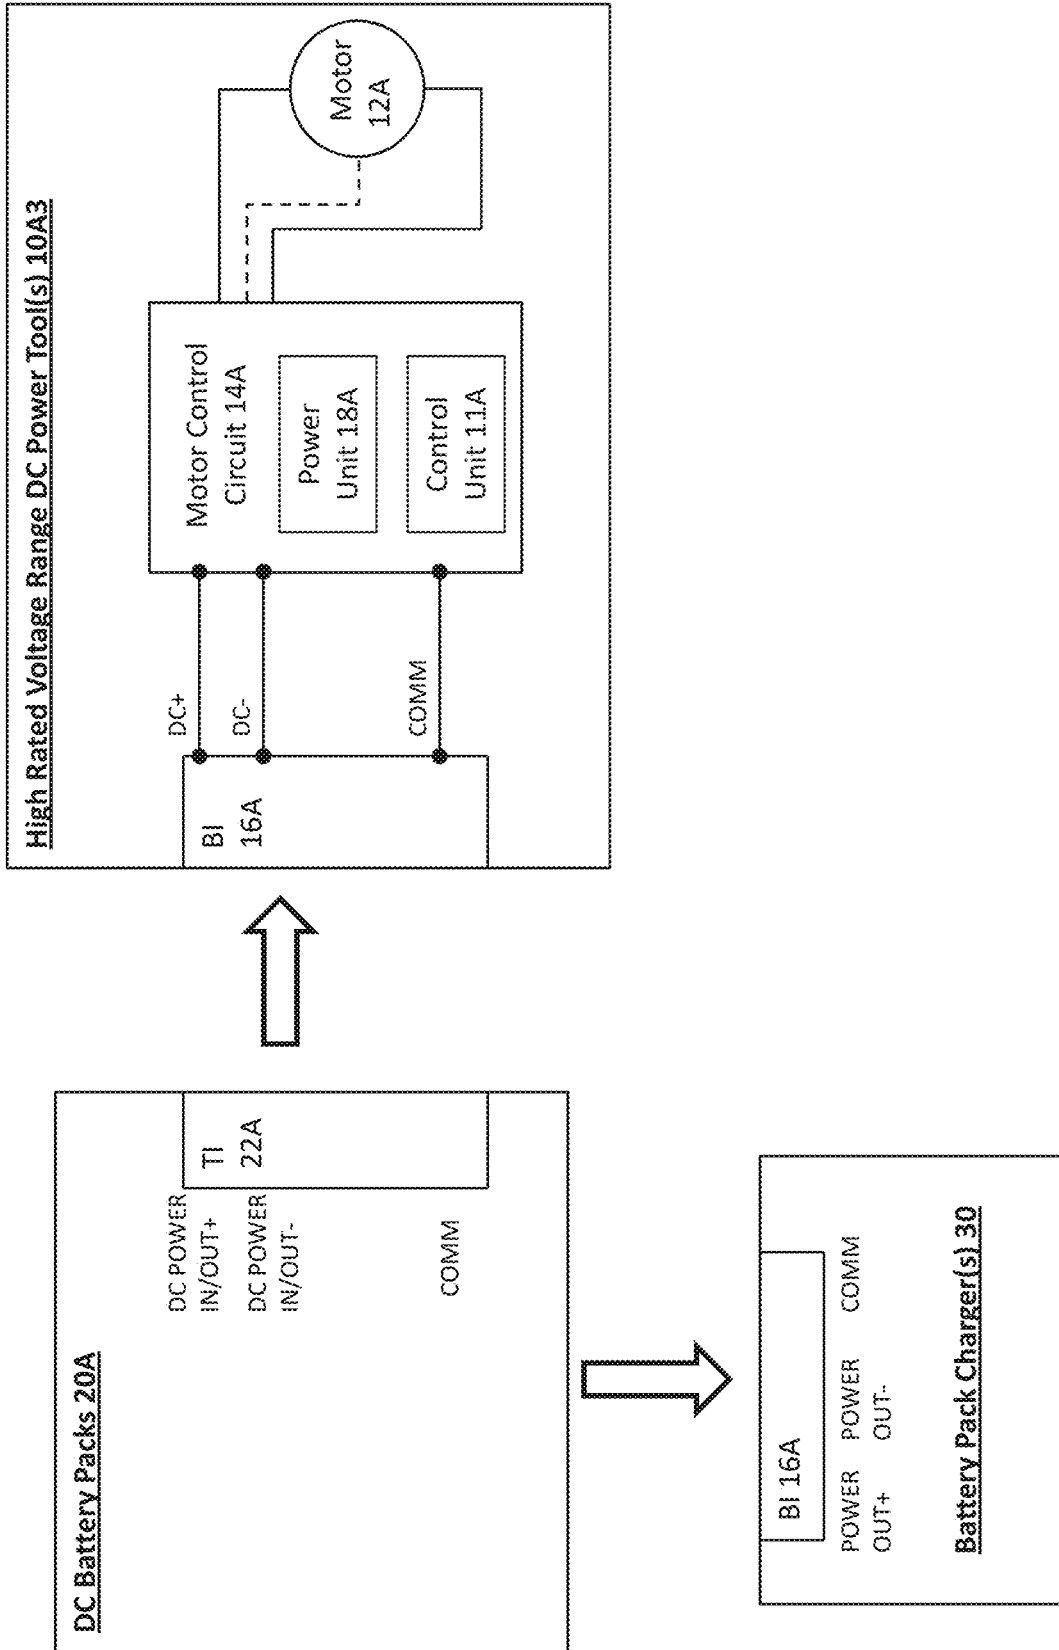 High Rated Voltage Range DC Power Tool(s) 10A3
BI
16A
DC+
DC-
COMM
Motor Control
Circuit 14A
Power
Unit 18A
Control
Unit 11A
Motor
12A
DC Battery Packs 20A
DC POWER
IN/OUT+
DC POWER
IN/OUT-
COMM
TI
22A
BI 16A
POWER
OUT+
POWER
OUT-
COMM
Battery Pack Charger(s) 30